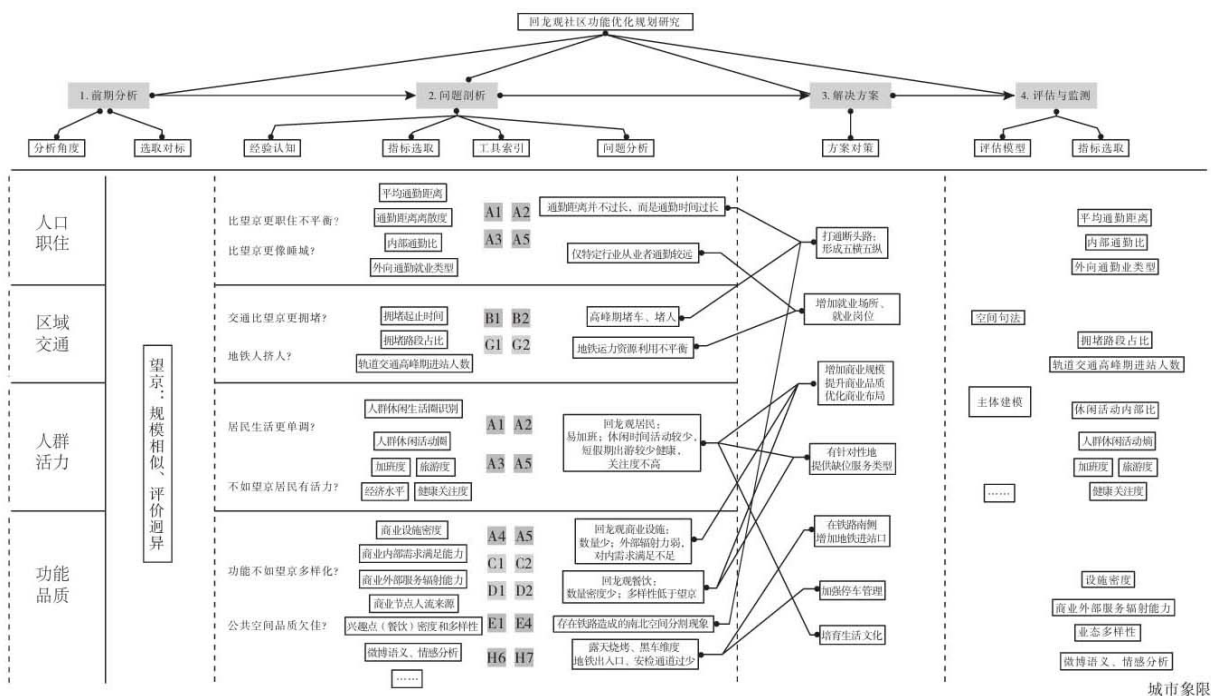 回龙观社区功能优化规划研究
1. 前期分析
2. 问题剖析
3. 解决方案
4. 评估与监测
分析角度
选取对标
经验认知
指标选取
工具索引
问题分析
方案对策
评估模型
指标选取
人口
职住
区域
交通
人群
活力
功能
品质
望京：规模相似、评价迥异
比望京更职住不平衡?
比望京更像睡城?
平均通勤距离
通勤距离离散度
内部通勤比
外向通勤就业类型
A1 A2
A3 A5
通勤距离并不过长，而是通勤时间过长
仅特定行业从业者通勤较远
交通比望京更拥堵?
地铁人挤人?
拥堵起止时间
拥堵路段占比
轨道交通高峰期进站人数
B1 B2
G1 G2
高峰期堵车、堵人
地铁运力资源利用不平衡
居民生活更单调?
不如望京居民有活力?
人群休闲生活圈识别
人群休闲活动圈
加班度 旅游度
经济水平 健康关注度
A1 A2
A3 A5
回龙观居民：
易加班；休闲时间活动较少，
短假期出游较少健康，
关注度不高
功能不如望京多样化?
公共空间品质欠佳?
商业设施密度
商业内部需求满足能力
商业外部服务辐射能力
商业节点人流来源
兴趣点（餐饮）密度和多样性
微博语义、情感分析
……
A4 A5
C1 C2
D1 D2
E1 E4
H6 H7
回龙观商业设施：
数量少；外部辐射力弱，
对内需求满足不足
回龙观餐饮：
数量密度少；多样性低于望京
存在铁路造成的南北空间分割现象
露天烧烤、黑车维度
地铁出入口、安检通道过少
打通断头路；
形成五横五纵
增加就业场所、
就业岗位
增加商业规模
提升商业品质
优化商业布局
有针对性地
提供缺位服务类型
在铁路南侧
增加地铁进站口
加强停车管理
培育生活文化
空间句法
主体建模
……
平均通勤距离
内部通勤比
外向通勤业类型
拥堵路段占比
轨道交通高峰期进站人数
休闲活动内部比
人群休闲活动熵
加班度 旅游度
健康关注度
设施密度
商业外部服务辐射能力
业态多样性
微博语义、情感分析
城市象限